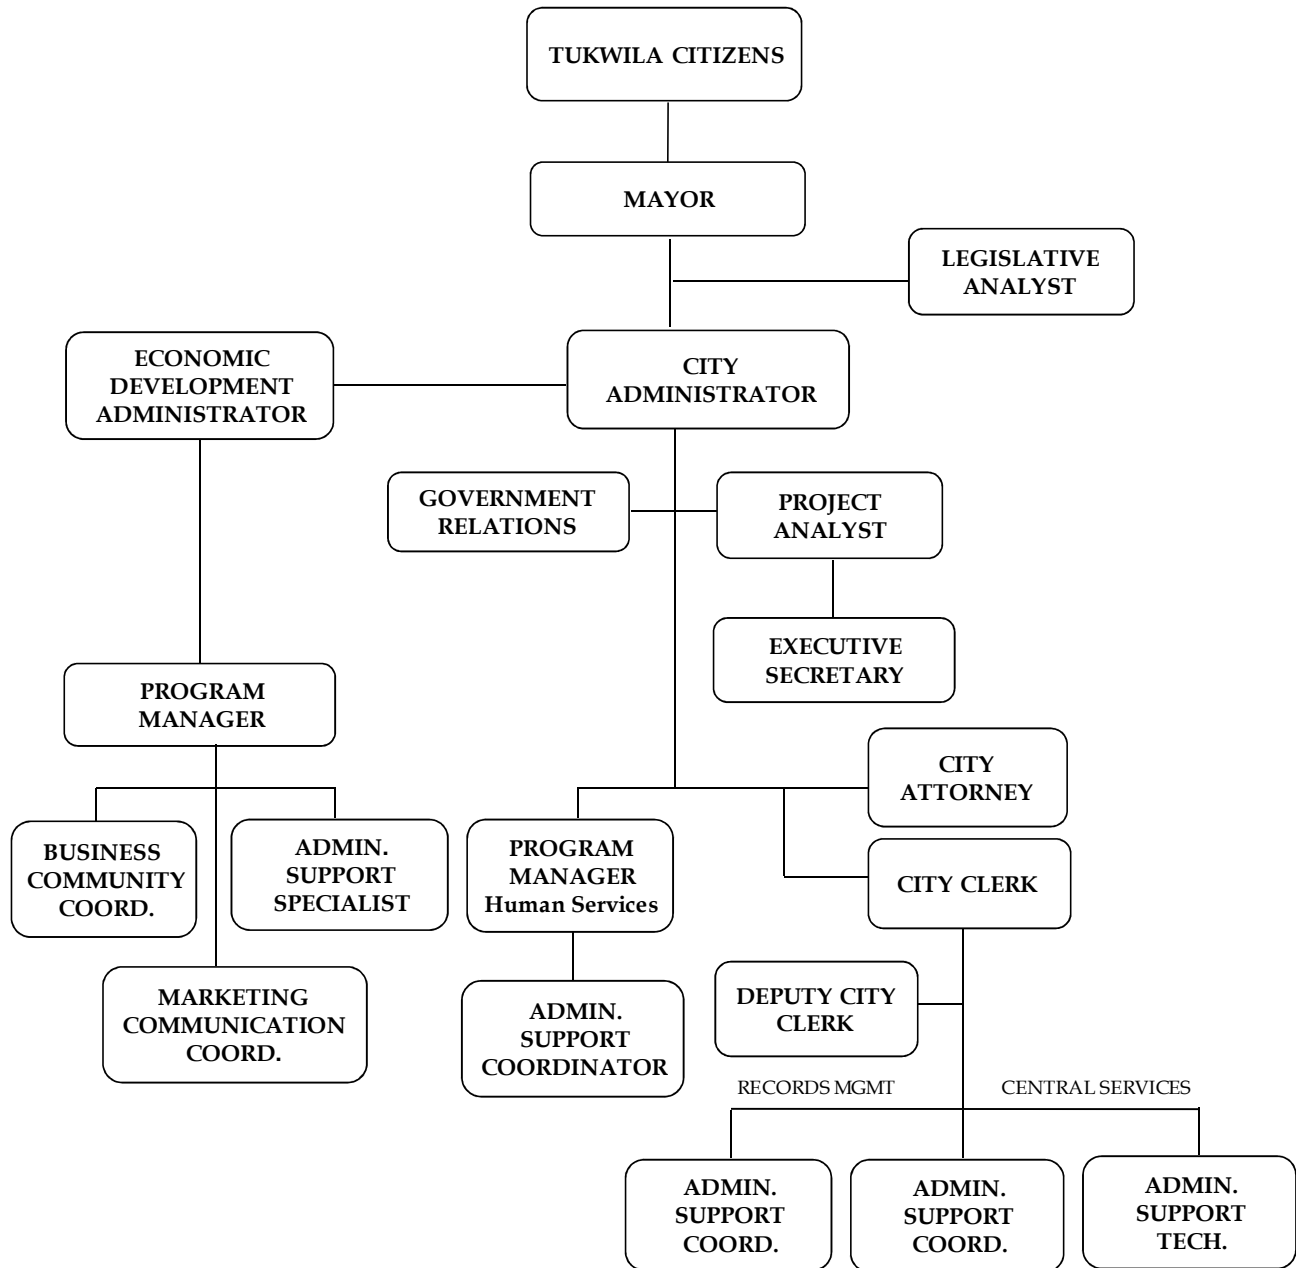 TUKWILA CITIZENS
MAYOR
LEGISLATIVE
ANALYST
ECONOMIC
DEVELOPMENT
ADMINISTRATOR
CITY
ADMINISTRATOR
GOVERNMENT
RELATIONS
PROJECT
ANALYST
EXECUTIVE
SECRETARY
PROGRAM
MANAGER
CITY
ATTORNEY
BUSINESS
COMMUNITY
COORD.
ADMIN.
SUPPORT
SPECIALIST
PROGRAM
MANAGER
Human Services
CITY CLERK
MARKETING
COMMUNICATION
COORD.
ADMIN.
SUPPORT
COORDINATOR
DEPUTY CITY
CLERK
RECORDS MGMT
CENTRAL SERVICES
ADMIN.
SUPPORT
COORD.
ADMIN.
SUPPORT
COORD.
ADMIN.
SUPPORT
TECH.